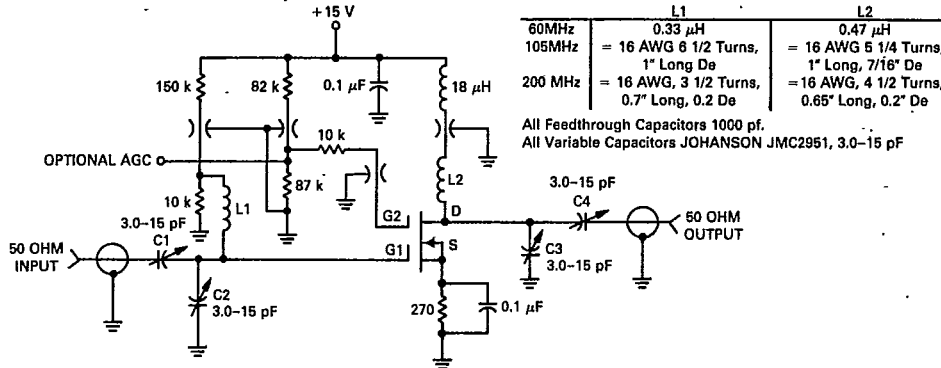 +15 V
L1 L2
60MHz 0.33 µH 0.47 µH
105MHz = 16 AWG 6 1/2 Turns, = 16 AWG 5 1/4 Turns,
1" Long De 1" Long, 7/16" De
200 MHz = 16 AWG, 3 1/2 Turns, =16 AWG, 4 1/2 Turns,
0.7" Long, 0.2 De 0.65" Long, 0.2" De
All Feedthrough Capacitors 1000 pf.
All Variable Capacitors JOHANSON JMC2951, 3.0–15 pF
150 k
82 k
0.1 µF
18 µH
10 k
OPTIONAL AGC
87 k
L2
10 k
L1
G2
D
3.0–15 pF
C4
3.0–15 pF
C1
G1
S
50 OHM
INPUT
50 OHM
OUTPUT
C2
3.0–15 pF
C3
3.0–15 pF
270
0.1 µF